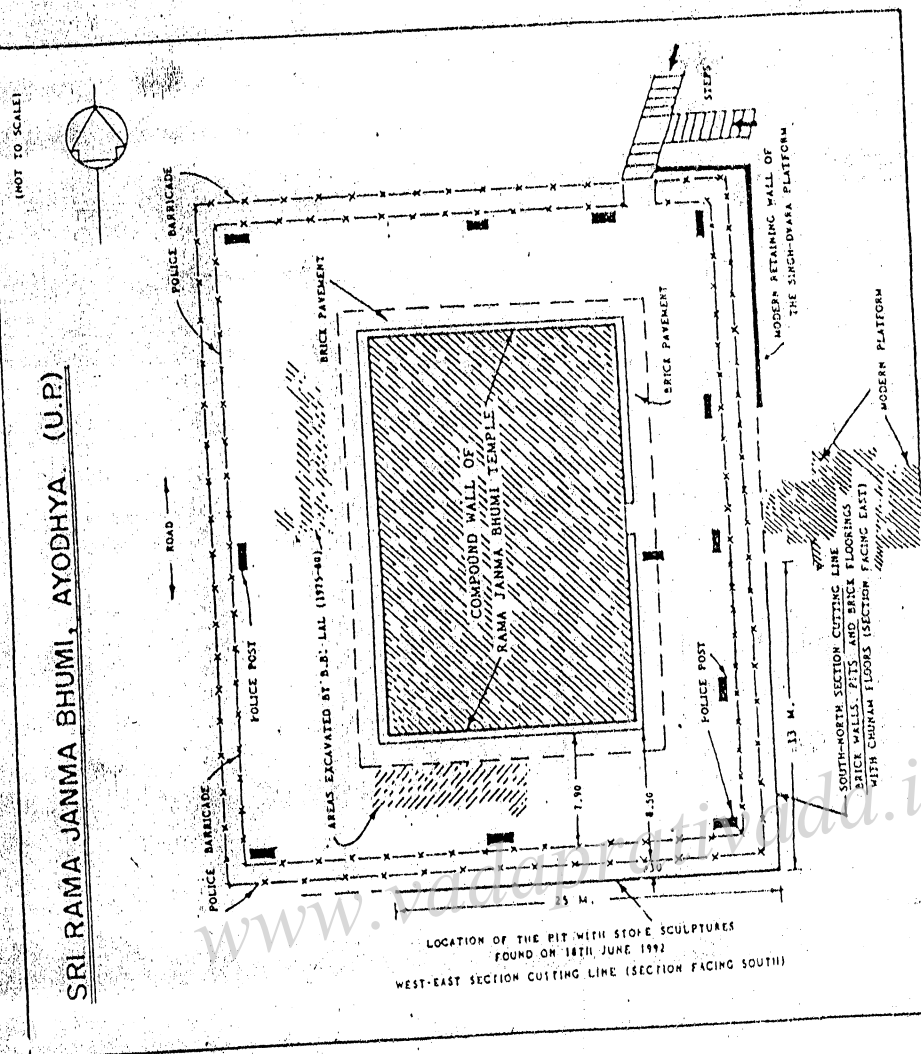 SRI RAMA JANMA BHUMI, AYODHYA. (U.P.)
(NOT TO SCALE)
ROAD
POLICE BARRICADE
POLICE BARRICADE
POLICE POST
AREAS EXCAVATED BY B.B. LAL (1975-80)
BRICK PAVEMENT
COMPOUND WALL OF
RAMA JANMA BHUMI TEMPLE
BRICK PAVEMENT
STEPS
MODERN RETAINING WALL OF
THE SINGH-DWARA PLATFORM
MODERN PLATFORM
POLICE POST
7.90
8.50
13 M.
25 M.
SOUTH-NORTH SECTION CUTTING LINE
BRICK WALLS, PITS AND BRICK FLOORINGS
WITH CHUNAM FLOORS (SECTION FACING EAST)
LOCATION OF THE PIT WITH STONE SCULPTURES
FOUND ON 18TH JUNE 1992
WEST-EAST SECTION CUTTING LINE (SECTION FACING SOUTH)
www.vadaprativada.i